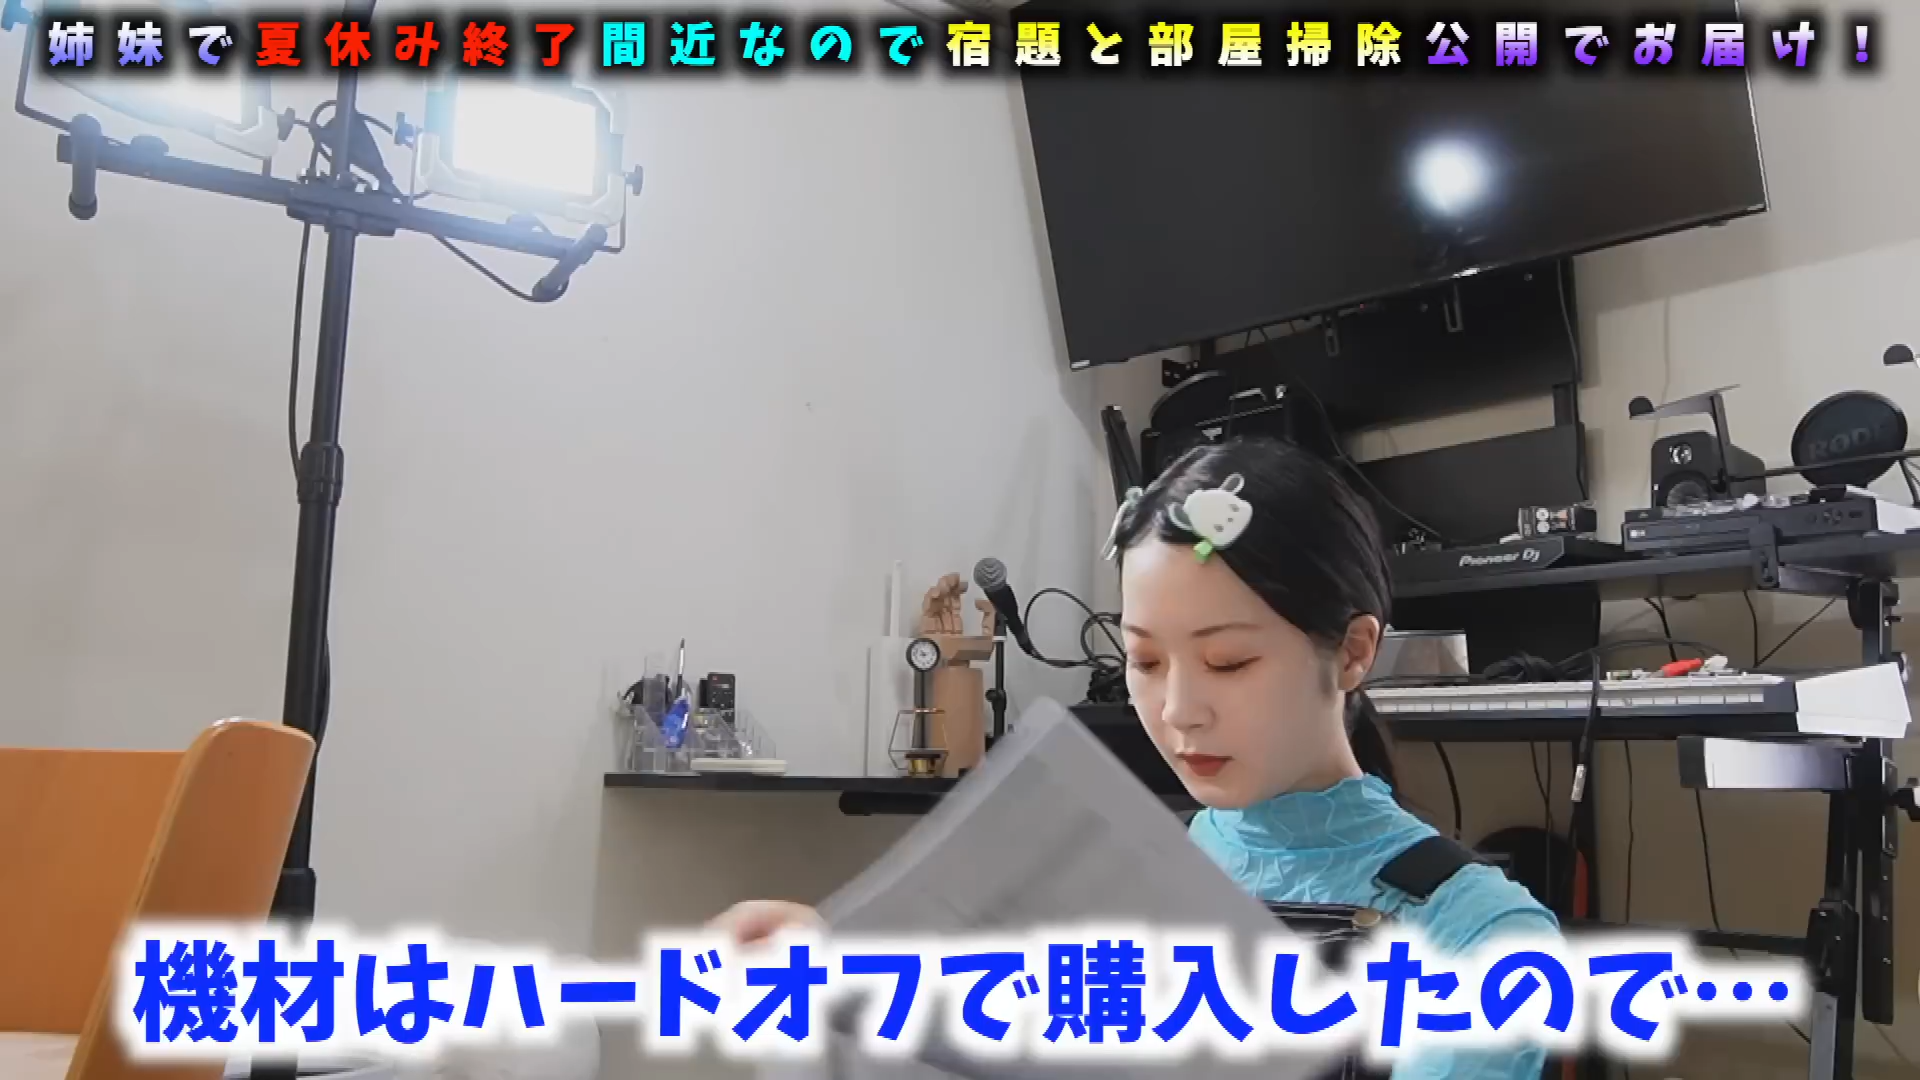 姉妹で夏休み終了間近なので宿題と部屋掃除公開でお届け！
RØDE
Pioneer Dj
機材はハードオフで購入したので…